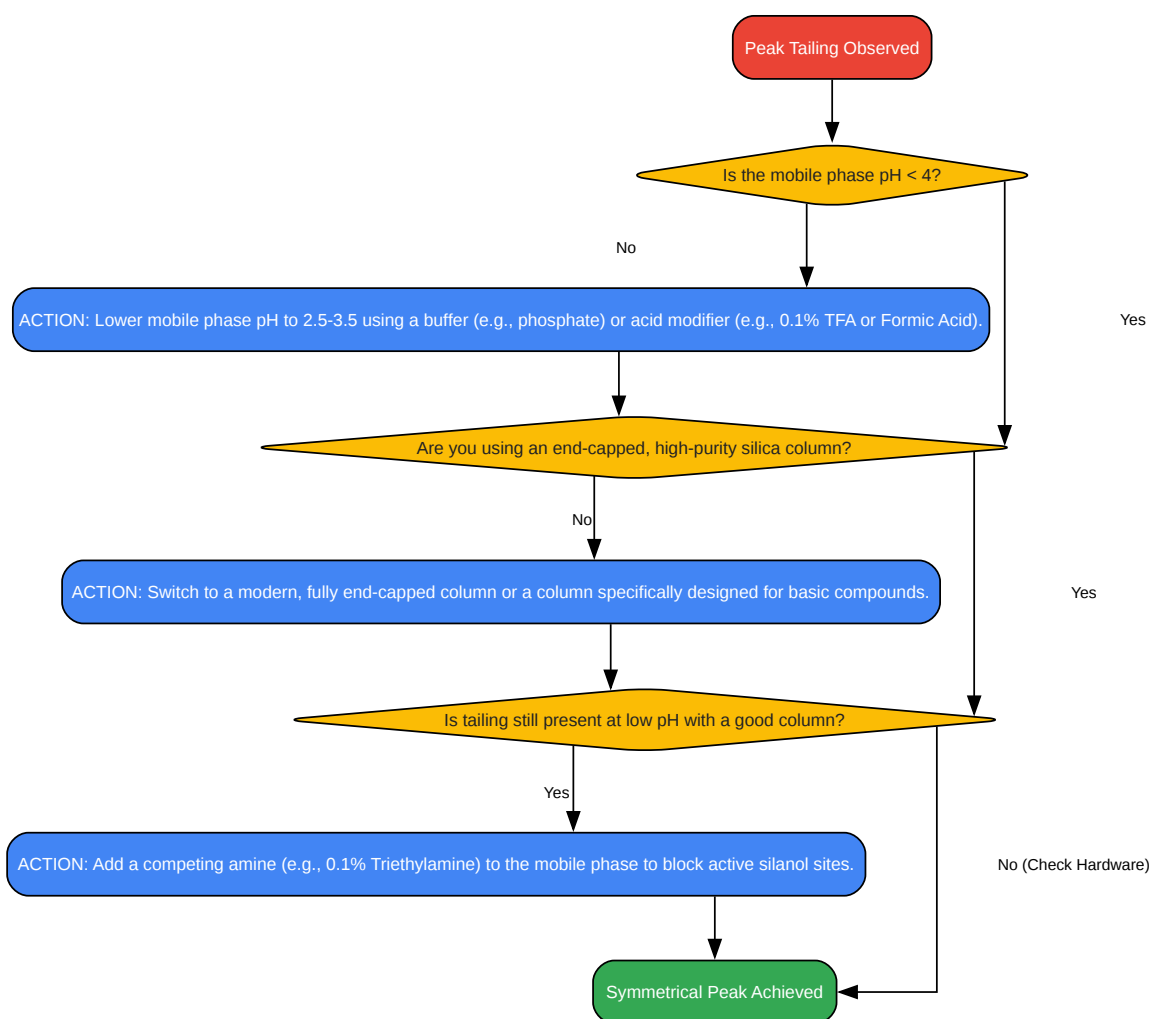 Peak Tailing Observed
Is the mobile phase pH < 4?
No
ACTION: Lower mobile phase pH to 2.5-3.5 using a buffer (e.g., phosphate) or acid modifier (e.g., 0.1% TFA or Formic Acid).
Yes
Are you using an end-capped, high-purity silica column?
No
ACTION: Switch to a modern, fully end-capped column or a column specifically designed for basic compounds.
Yes
Is tailing still present at low pH with a good column?
Yes
ACTION: Add a competing amine (e.g., 0.1% Triethylamine) to the mobile phase to block active silanol sites.
No (Check Hardware)
Symmetrical Peak Achieved